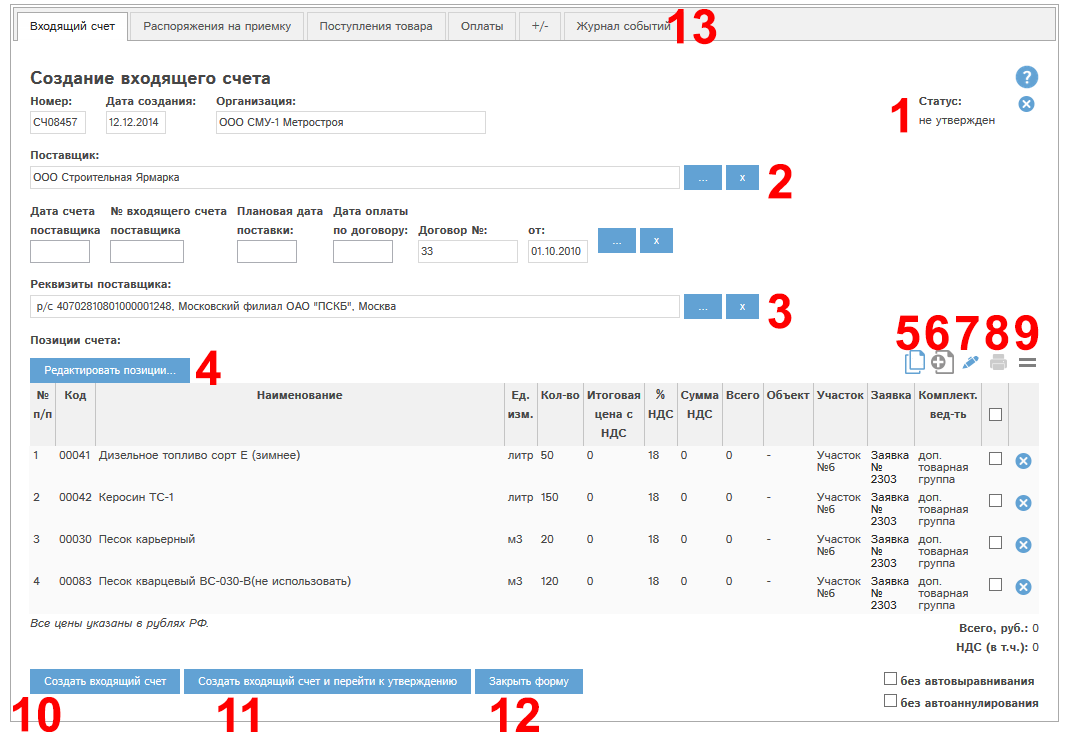 Входящий счет Распоряжения на приемку Поступления товара Оплаты +/- Журнал событий 13
Создание входящего счета ?
Номер: Дата создания: Организация: 1 Статус:
СЧ08457 12.12.2014 ООО СМУ-1 Метростроя не утвержден
Поставщик:
ООО Строительная Ярмарка ... x 2
Дата счета № входящего счета Плановая дата Дата оплаты
поставщика поставщика поставки: по договору: Договор №: от:
33 01.10.2010 ... x
Реквизиты поставщика:
р/с 40702810801000001248, Московский филиал ОАО "ПСКБ", Москва ... x 3
Позиции счета: 5 6 7 8 9
Редактировать позиции... 4
№ Код Наименование Ед. Кол-во Итоговая % Сумма Всего Объект Участок Заявка Комплект.
п/п изм. цена с НДС НДС вед-ть
НДС
1 00041 Дизельное топливо сорт Е (зимнее) литр 50 0 18 0 0 - Участок Заявка доп.
№6 № товарная
2303 группа
2 00042 Керосин ТС-1 литр 150 0 18 0 0 - Участок Заявка доп.
№6 № товарная
2303 группа
3 00030 Песок карьерный м3 20 0 18 0 0 - Участок Заявка доп.
№6 № товарная
2303 группа
4 00083 Песок кварцевый ВС-030-В(не использовать) м3 120 0 18 0 0 - Участок Заявка доп.
№6 № товарная
2303 группа
Все цены указаны в рублях РФ.
Всего, руб.: 0
НДС (в т.ч.): 0
Создать входящий счет Создать входящий счет и перейти к утверждению Закрыть форму
без автовыравнивания
без автоаннулирования
10 11 12